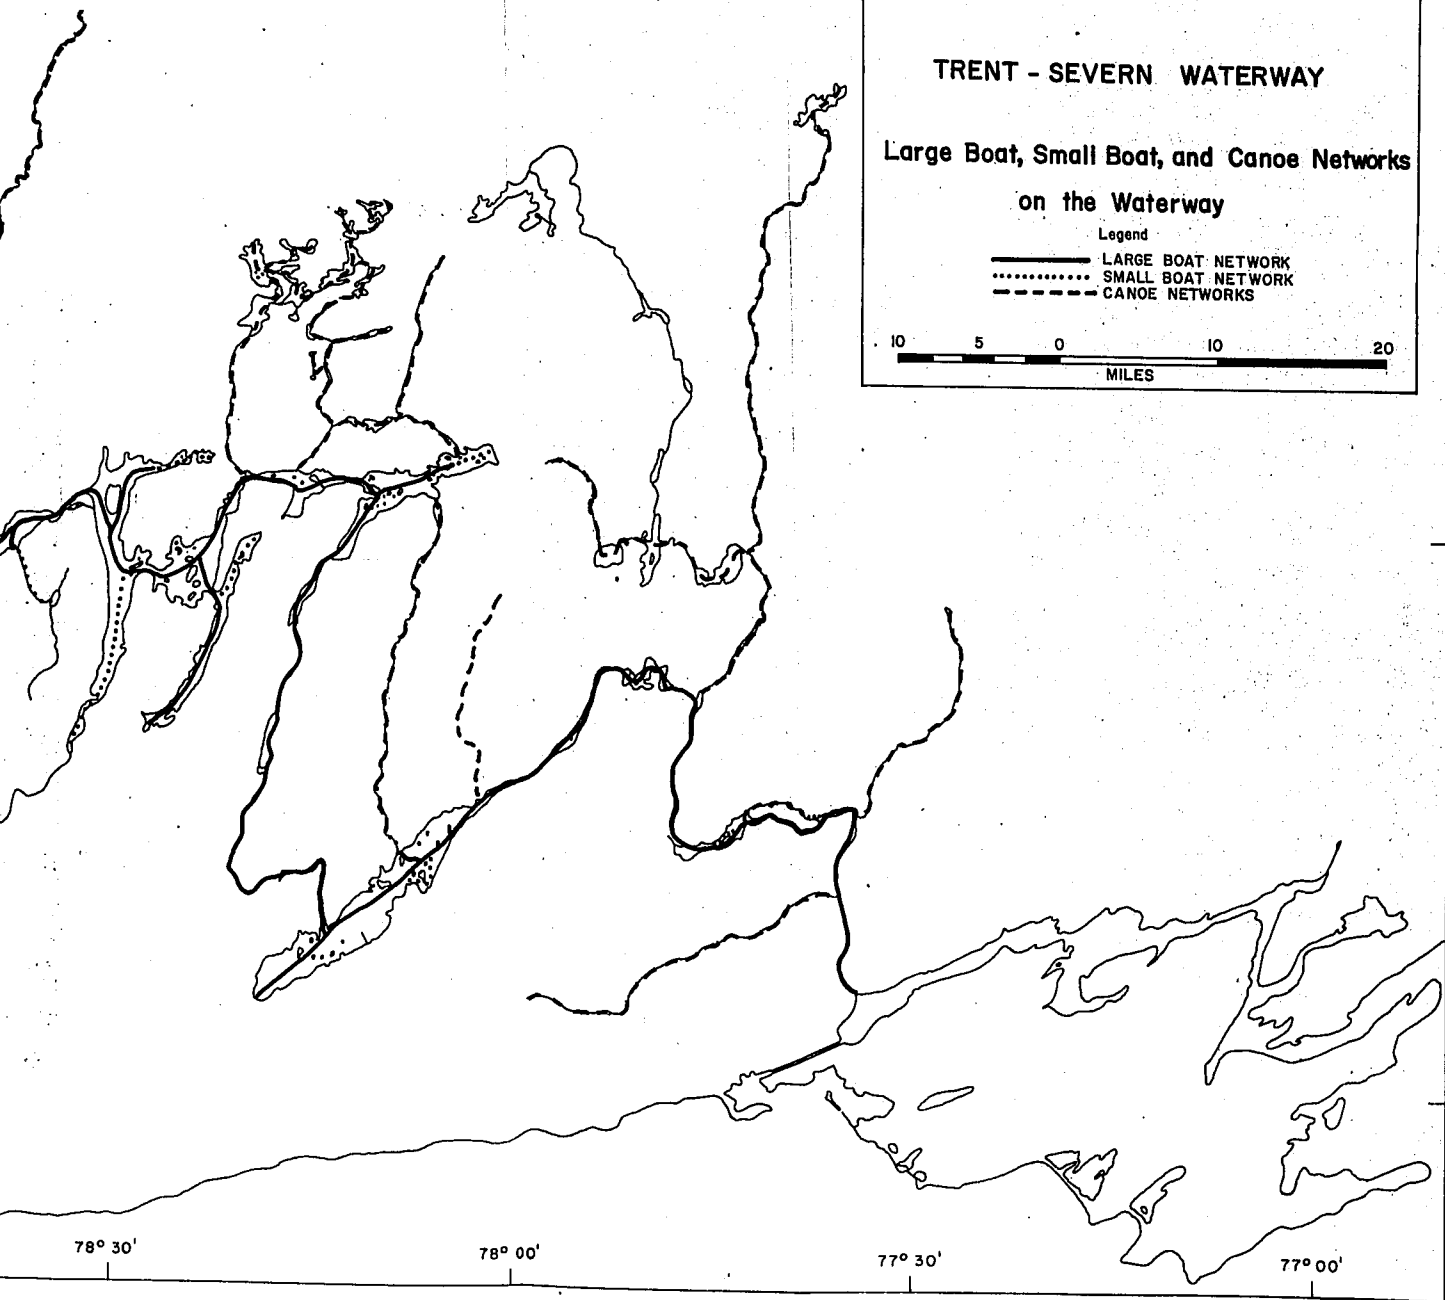 TRENT - SEVERN WATERWAY
Large Boat, Small Boat, and Canoe Networks
on the Waterway
Legend
LARGE BOAT NETWORK
SMALL BOAT NETWORK
CANOE NETWORKS
10 5 0 10 20
MILES
78° 30' 78° 00' 77° 30' 77° 00'